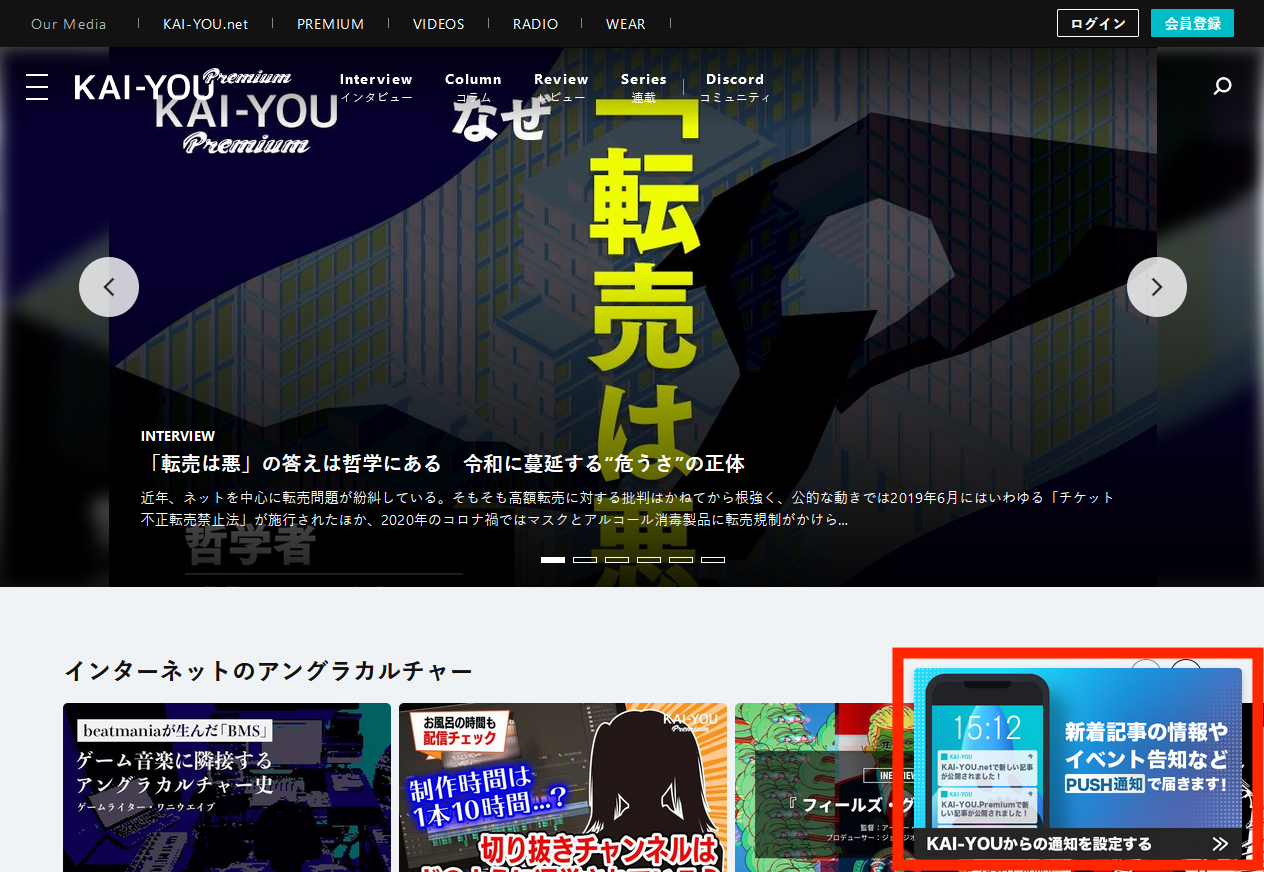 Our Media
KAI-YOU.net
PREMIUM
VIDEOS
RADIO
WEAR
ログイン
会員登録
KAI-YOU Premium
Interview
インタビュー
Column
コラム
Review
レビュー
Series
連載
Discord
コミュニティ
KAI-YOU
Premium
なぜ
「転売は悪
INTERVIEW
「転売は悪」の答えは哲学にある　令和に蔓延する“危うさ”の正体
近年、ネットを中心に転売問題が紛糾している。そもそも高額転売に対する批判はかねてから根強く、公的な動きでは2019年6月にはいわゆる「チケット
不正転売禁止法」が施行されたほか、2020年のコロナ禍ではマスクとアルコール消毒製品に転売規制がかけら...
哲学者
インターネットのアングラカルチャー
beatmaniaが生んだ「BMS」
ゲーム音楽に隣接する
アングラカルチャー史
ゲームライター・ワニウエイブ
お風呂の時間も
配信チェック
KAI-YOU
Premium
制作時間は
1本10時間…?
切り抜きチャンネルは
『フィールズ・グ
監督：アー
プロデューサー：ジ
15:12
KAI-YOU
KAI-YOU.netで新しい記事
が公開されました！
KAI-YOU
KAI-YOU.Premiumで新
しい記事が公開されました！
新着記事の情報や
イベント告知など
PUSH通知で届きます！
KAI-YOUからの通知を設定する